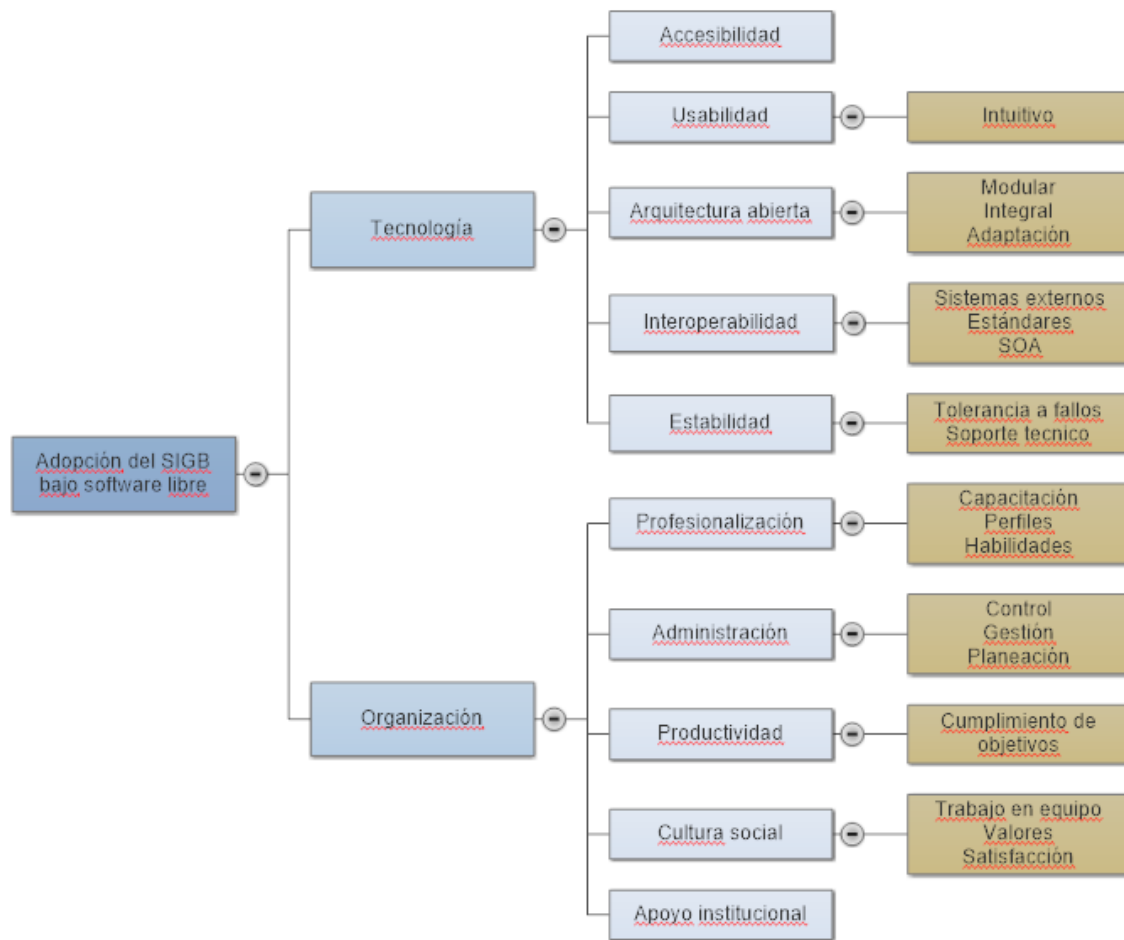 Accesibilidad
Usabilidad
Intuitivo
Arquitectura abierta
Modular
Integral
Adaptación
Tecnología
Interoperabilidad
Sistemas externos
Estándares
SOA
Estabilidad
Tolerancia a fallos
Soporte tecnico
Adopción del SIGB
bajo software libre
Profesionalización
Capacitación
Perfiles
Habilidades
Administración
Control
Gestión
Planeación
Organización
Productividad
Cumplimiento de
objetivos
Cultura social
Trabajo en equipo
Valores
Satisfacción
Apoyo institucional